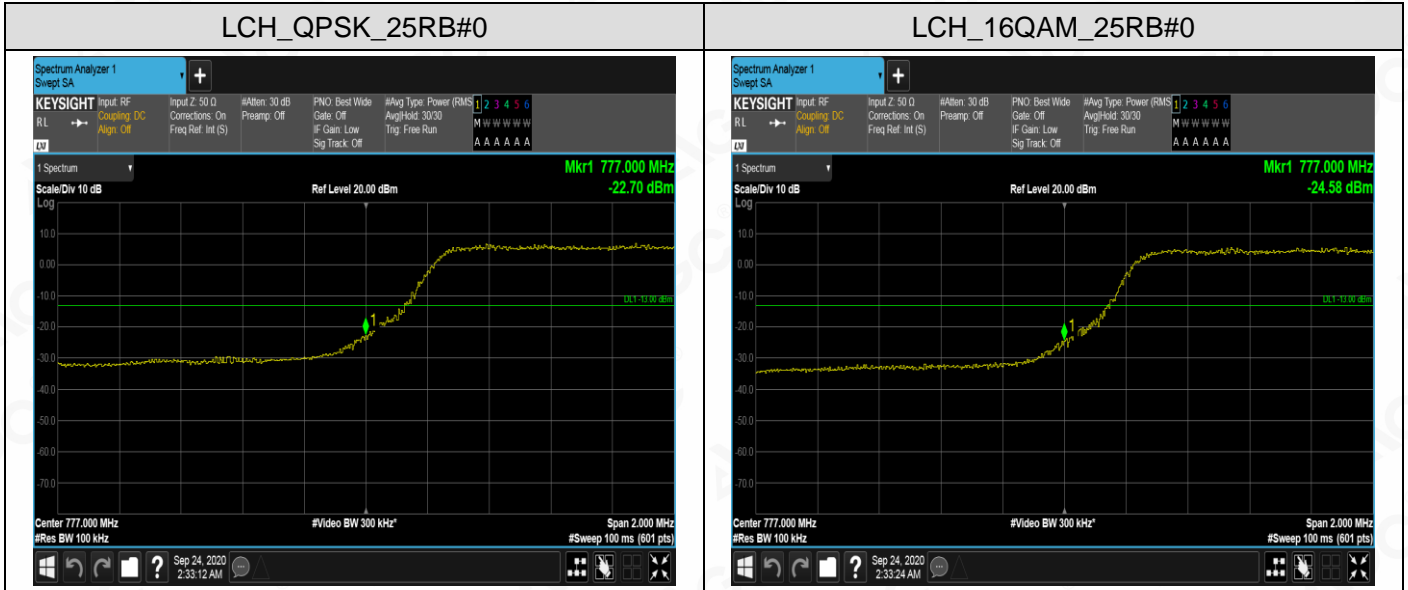 LCH_QPSK_25RB#0
Spectrum Analyzer 1
Swept SA
+
KEYSIGHT
RL
LXI
Input: RF
Coupling: DC
Align: Off
Input Z: 50 Ω
Corrections: On
Freq Ref: Int (S)
#Atten: 30 dB
Preamp: Off
PNO: Best Wide
Gate: Off
IF Gain: Low
Sig Track: Off
#Avg Type: Power (RMS
Avg|Hold: 30/30
Trig: Free Run
1 2 3 4 5 6
M W W W W W
A A A A A A
1 Spectrum
Mkr1 777.000 MHz
Scale/Div 10 dB
Ref Level 20.00 dBm
-22.70 dBm
Log
10.0
0.00
-10.0
DL1 -13.00 dBm
-20.0
1
-30.0
-40.0
-50.0
-60.0
-70.0
Center 777.000 MHz
#Video BW 300 kHz*
Span 2.000 MHz
#Res BW 100 kHz
#Sweep 100 ms (601 pts)
?
Sep 24, 2020
2:33:12 AM
LCH_16QAM_25RB#0
Spectrum Analyzer 1
Swept SA
+
KEYSIGHT
RL
LXI
Input: RF
Coupling: DC
Align: Off
Input Z: 50 Ω
Corrections: On
Freq Ref: Int (S)
#Atten: 30 dB
Preamp: Off
PNO: Best Wide
Gate: Off
IF Gain: Low
Sig Track: Off
#Avg Type: Power (RMS
Avg|Hold: 30/30
Trig: Free Run
1 2 3 4 5 6
M W W W W W
A A A A A A
1 Spectrum
Mkr1 777.000 MHz
Scale/Div 10 dB
Ref Level 20.00 dBm
-24.58 dBm
Log
10.0
0.00
-10.0
DL1 -13.00 dBm
-20.0
1
-30.0
-40.0
-50.0
-60.0
-70.0
Center 777.000 MHz
#Video BW 300 kHz*
Span 2.000 MHz
#Res BW 100 kHz
#Sweep 100 ms (601 pts)
?
Sep 24, 2020
2:33:24 AM